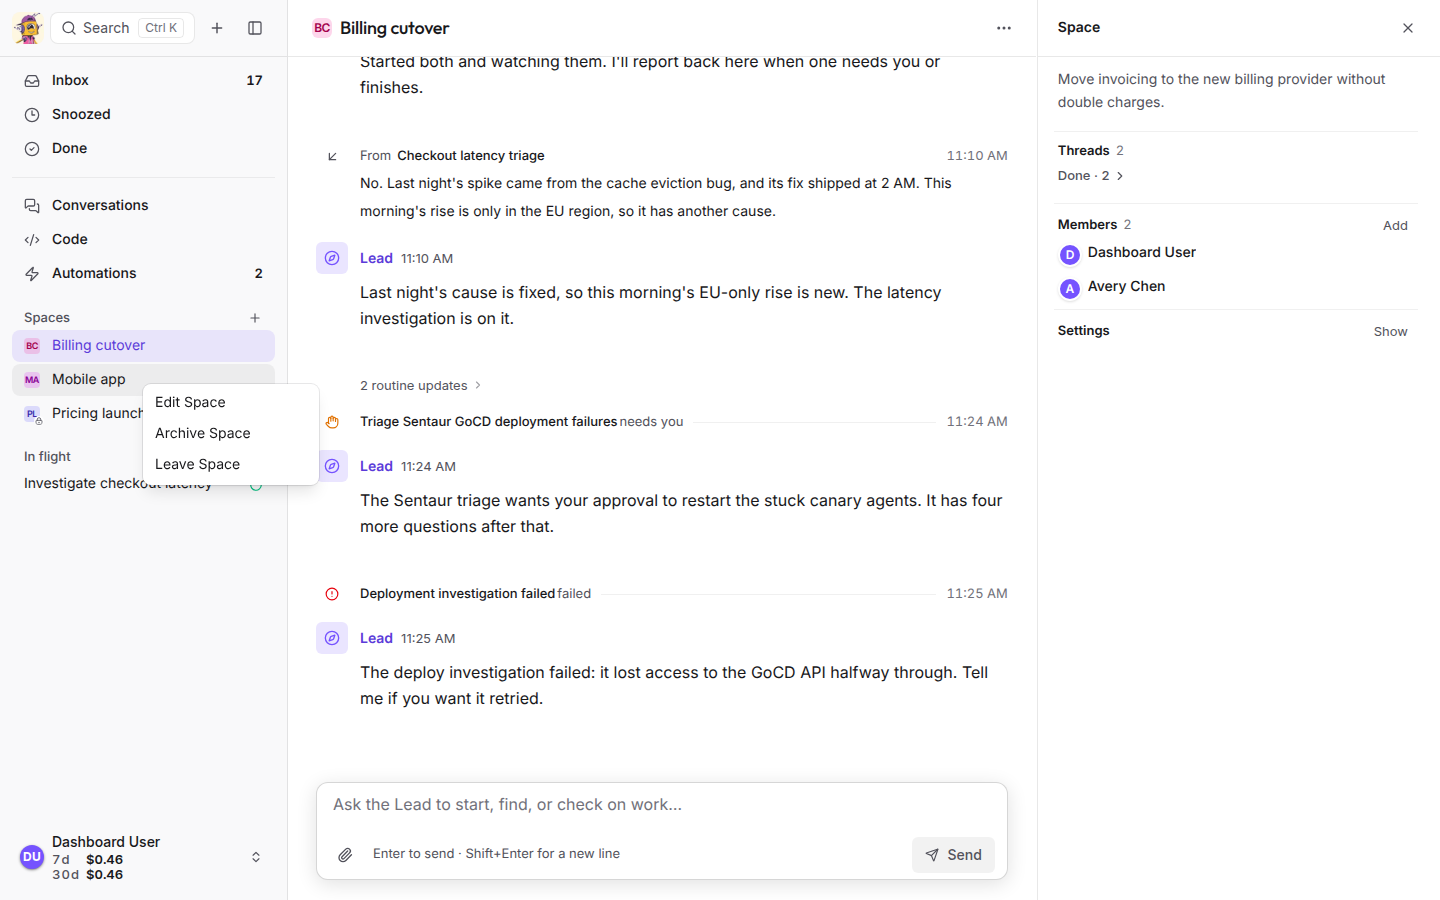 Search Ctrl K
Inbox 17
Snoozed
Done
Conversations
Code
Automations 2
Spaces
BC Billing cutover
MA Mobile app
PL Pricing launch
Edit Space
Archive Space
Leave Space
In flight
Investigate checkout latency
DU Dashboard User
7d $0.46
30d $0.46
BC Billing cutover
Started both and watching them. I'll report back here when one needs you or
finishes.
From Checkout latency triage 11:10 AM
No. Last night's spike came from the cache eviction bug, and its fix shipped at 2 AM. This
morning's rise is only in the EU region, so it has another cause.
Lead 11:10 AM
Last night's cause is fixed, so this morning's EU-only rise is new. The latency
investigation is on it.
2 routine updates
Triage Sentaur GoCD deployment failures needs you 11:24 AM
Lead 11:24 AM
The Sentaur triage wants your approval to restart the stuck canary agents. It has four
more questions after that.
Deployment investigation failed failed 11:25 AM
Lead 11:25 AM
The deploy investigation failed: it lost access to the GoCD API halfway through. Tell
me if you want it retried.
Ask the Lead to start, find, or check on work...
Enter to send · Shift+Enter for a new line
Send
Space
Move invoicing to the new billing provider without
double charges.
Threads 2
Done · 2
Members 2 Add
D Dashboard User
A Avery Chen
Settings Show